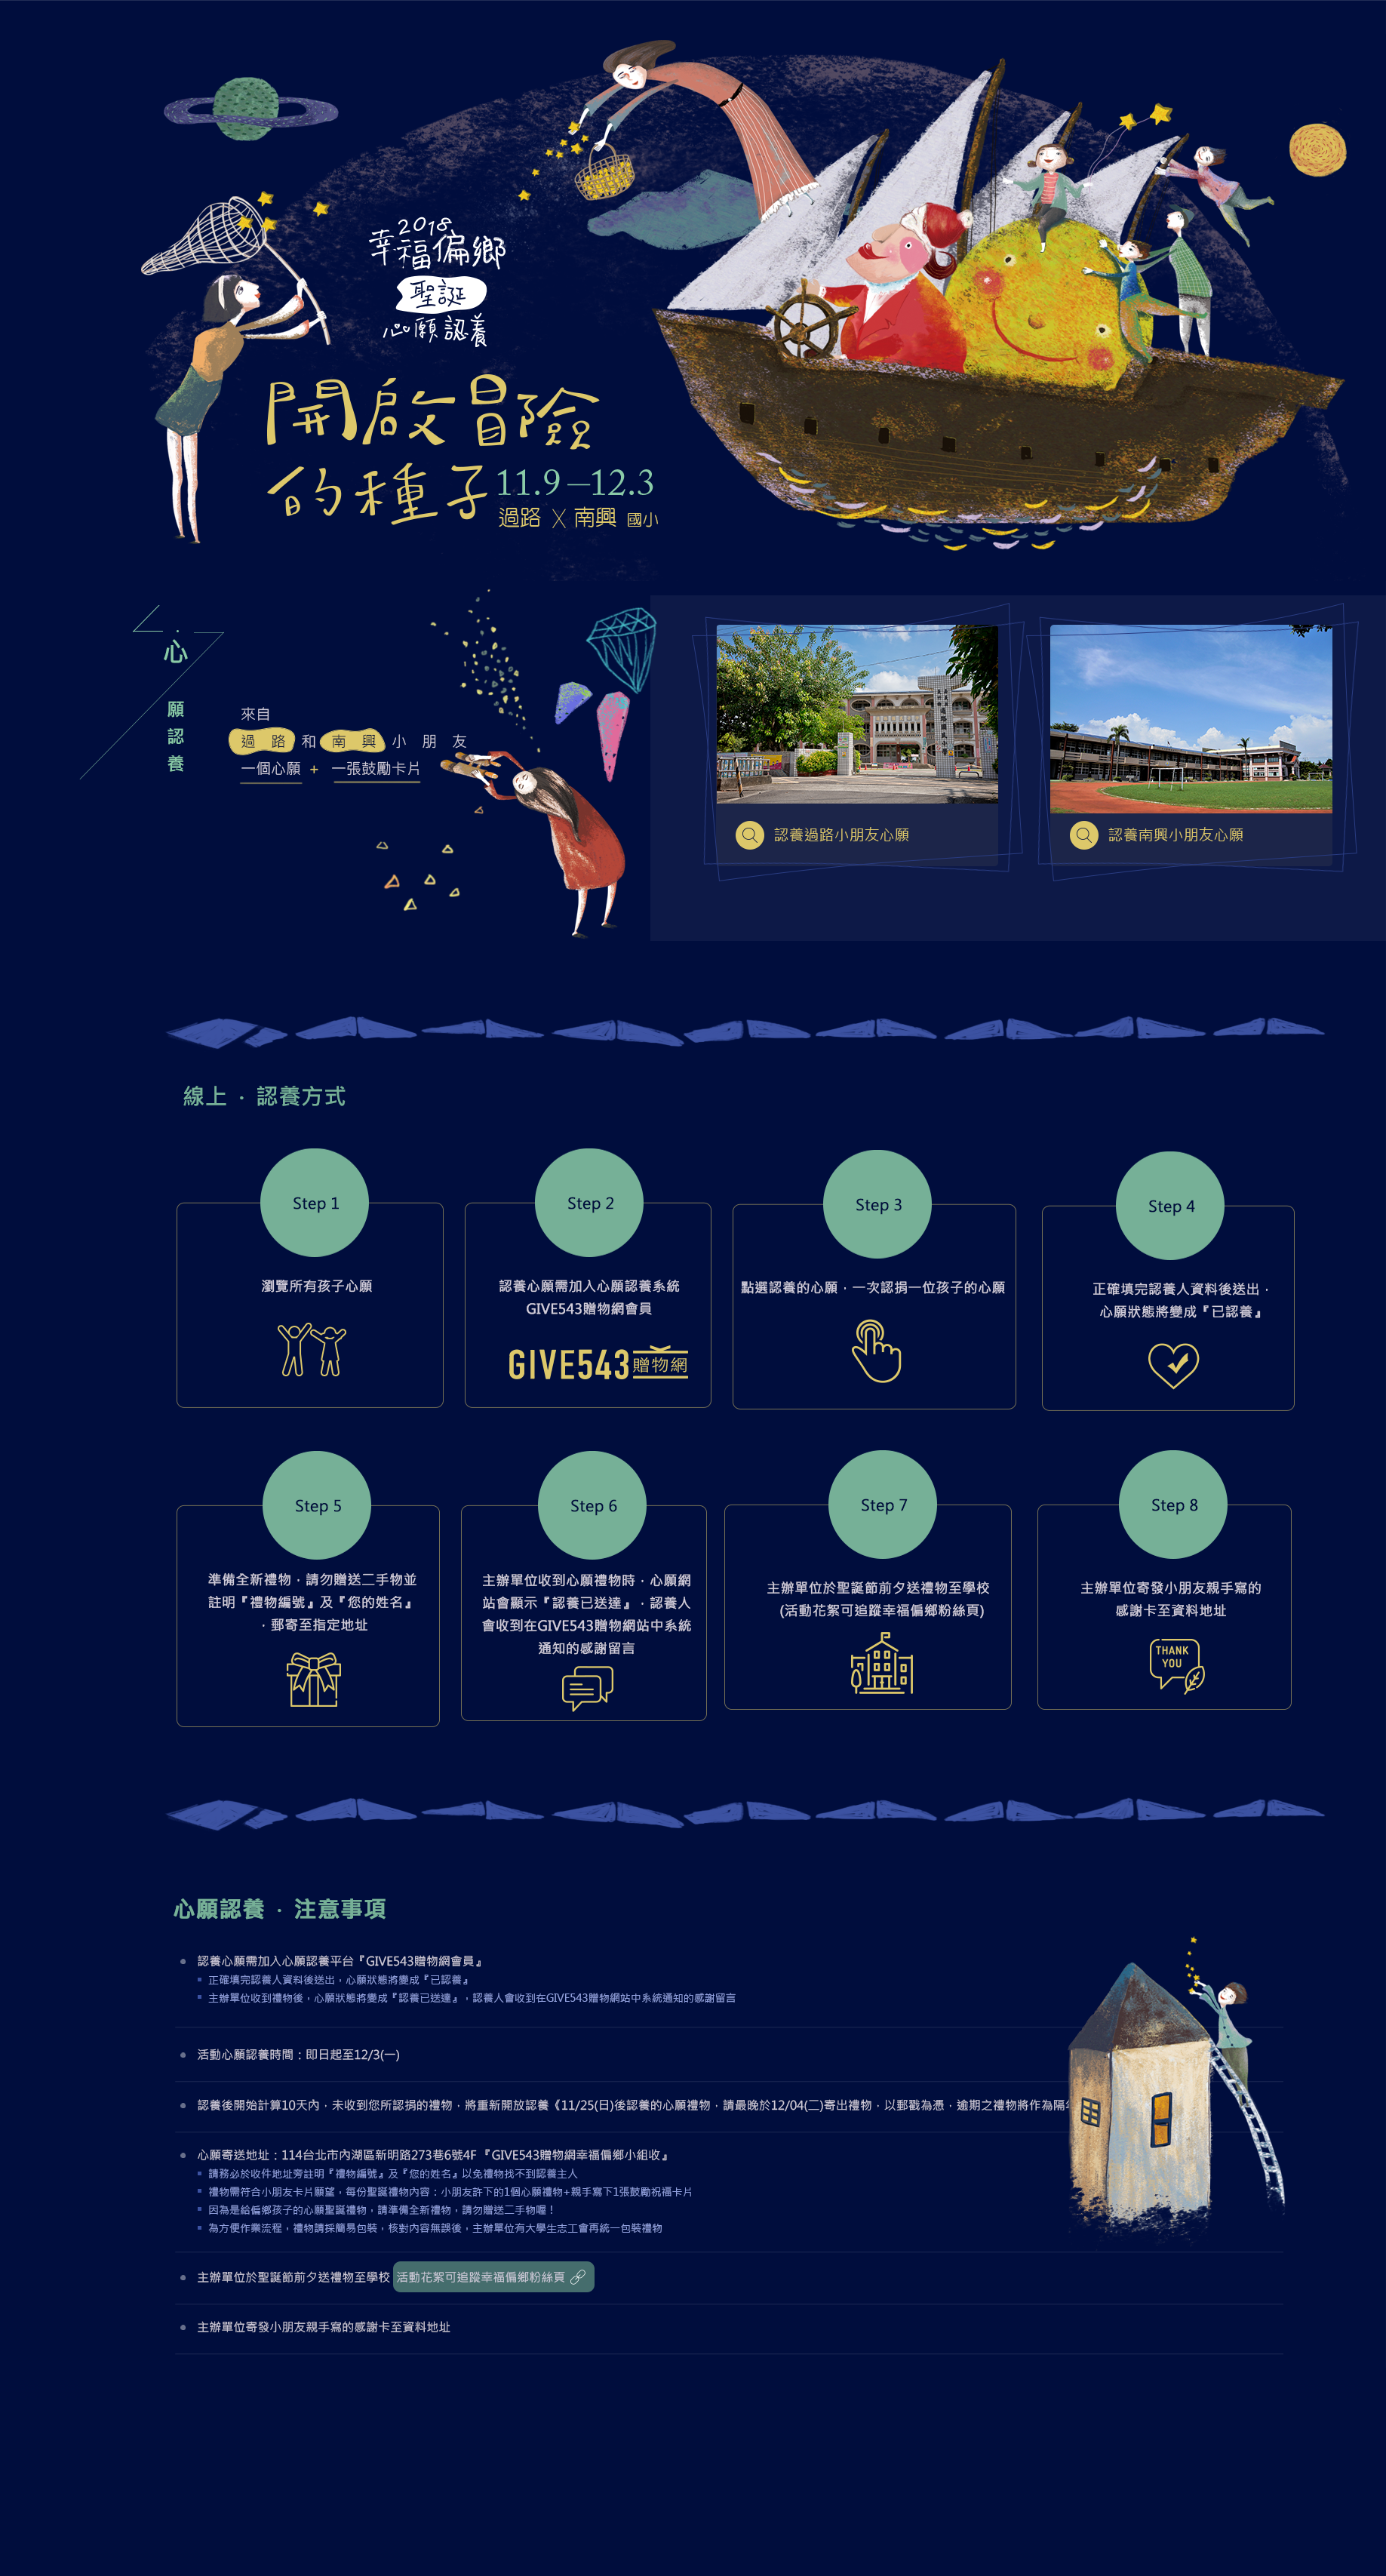 2018
幸福偏鄉
聖誕
心願認養
開啟冒險
的種子
11.9–12.3
過路 X 南興 國小
心
願
認
養
來自
過 路 和 南 興 小 朋 友
一個心願 + 一張鼓勵卡片
認養過路小朋友心願
認養南興小朋友心願
線上 · 認養方式
Step 1
瀏覽所有孩子心願
Step 2
認養心願需加入心願認養系統
GIVE543贈物網會員
GIVE543贈物網
Step 3
點選認養的心願·一次認捐一位孩子的心願
Step 4
正確填完認養人資料後送出·
心願狀態將變成『已認養』
Step 5
準備全新禮物·請勿贈送二手物並
註明『禮物編號』及『您的姓名』
·郵寄至指定地址
Step 6
主辦單位收到心願禮物時·心願網
站會顯示『認養已送達』·認養人
會收到在GIVE543贈物網站中系統
通知的感謝留言
Step 7
主辦單位於聖誕節前夕送禮物至學校
(活動花絮可追蹤幸福偏鄉粉絲頁)
Step 8
主辦單位寄發小朋友親手寫的
感謝卡至資料地址
THANK
YOU
心願認養 · 注意事項
認養心願需加入心願認養平台『GIVE543贈物網會員』
正確填完認養人資料後送出，心願狀態將變成『已認養』
主辦單位收到禮物後，心願狀態將變成『認養已送達』，認養人會收到在GIVE543贈物網站中系統通知的感謝留言
活動心願認養時間：即日起至12/3(一)
認養後開始計算10天內·未收到您所認捐的禮物·將重新開放認養《11/25(日)後認養的心願禮物·請最晚於12/04(二)寄出禮物·以郵戳為憑·逾期之禮物將作為隔
心願寄送地址：114台北市內湖區新明路273巷6號4F 『GIVE543贈物網幸福偏鄉小組收』
請務必於收件地址旁註明『禮物編號』及『您的姓名』以免禮物找不到認養主人
禮物需符合小朋友卡片願望，每份聖誕禮物內容：小朋友許下的1個心願禮物+親手寫下1張鼓勵祝福卡片
因為是給偏鄉孩子的心願聖誕禮物，請準備全新禮物，請勿贈送二手物喔！
為方便作業流程，禮物請採簡易包裝，核對內容無誤後，主辦單位有大學生志工會再統一包裝禮物
主辦單位於聖誕節前夕送禮物至學校 活動花絮可追蹤幸福偏鄉粉絲頁
主辦單位寄發小朋友親手寫的感謝卡至資料地址